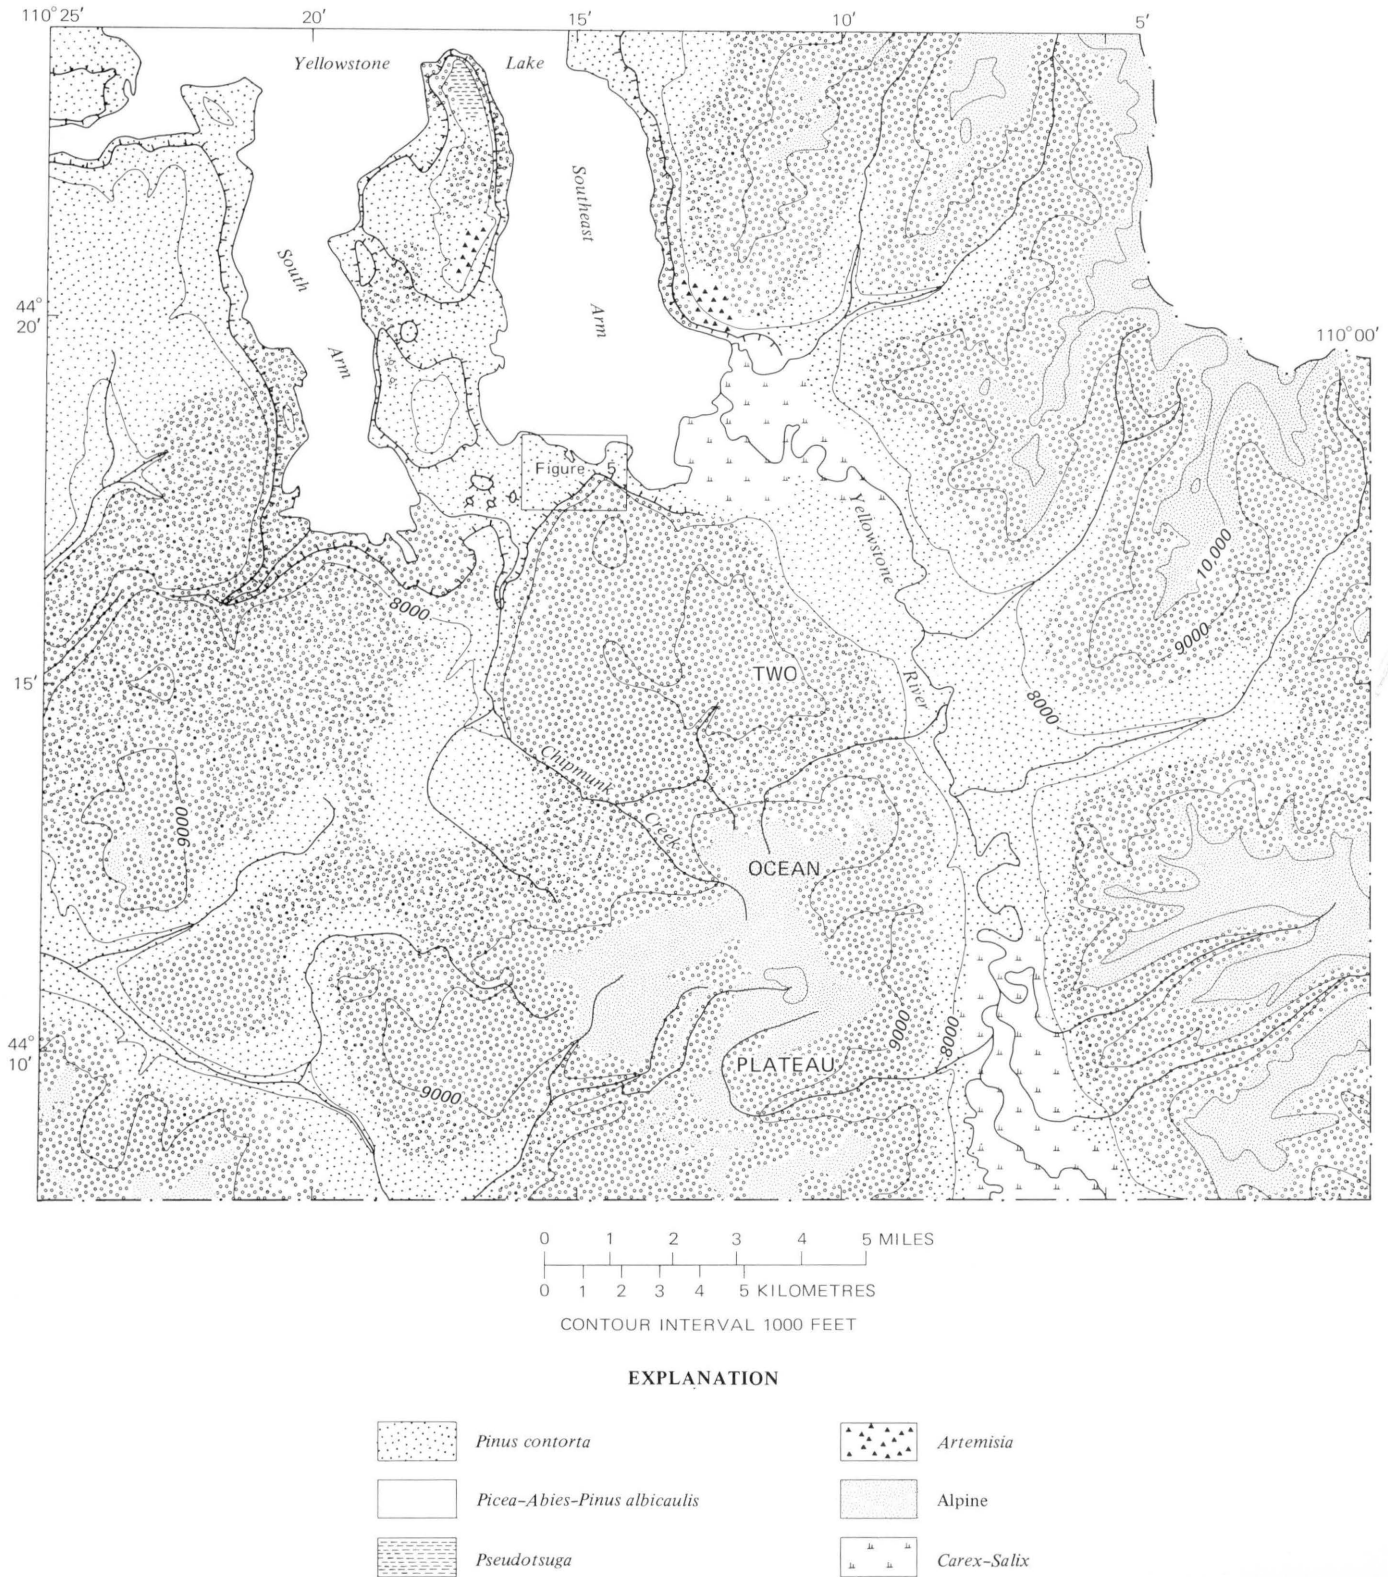 110° 25′ 20′ 15′ 10′ 5′
Yellowstone Lake
Southeast Arm
South Arm
44° 20′
110° 00′
Figure 5
Yellowstone River
8000
10 000
9000
8000
15′
TWO
Chipmunk Creek
9000
OCEAN
44° 10′
PLATEAU
9000
8000
9000
0 1 2 3 4 5 MILES
0 1 2 3 4 5 KILOMETRES
CONTOUR INTERVAL 1000 FEET
EXPLANATION
Pinus contorta
Picea-Abies-Pinus albicaulis
Pseudotsuga
Artemisia
Alpine
Carex-Salix